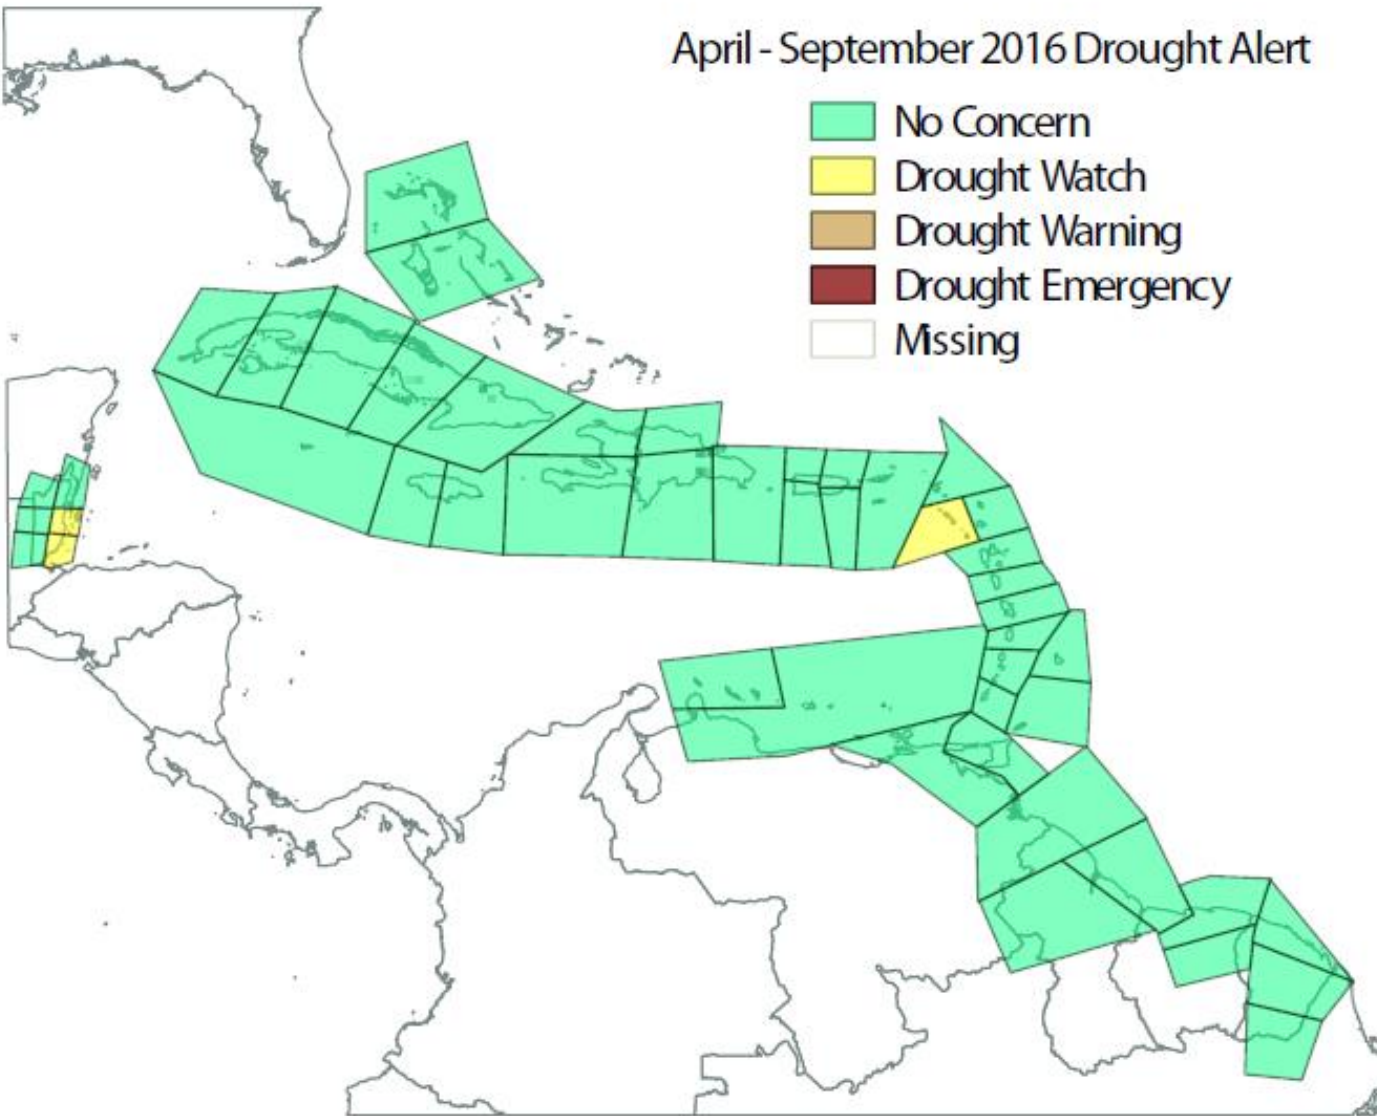 April - September 2016 Drought Alert
No Concern
Drought Watch
Drought Warning
Drought Emergency
Missing